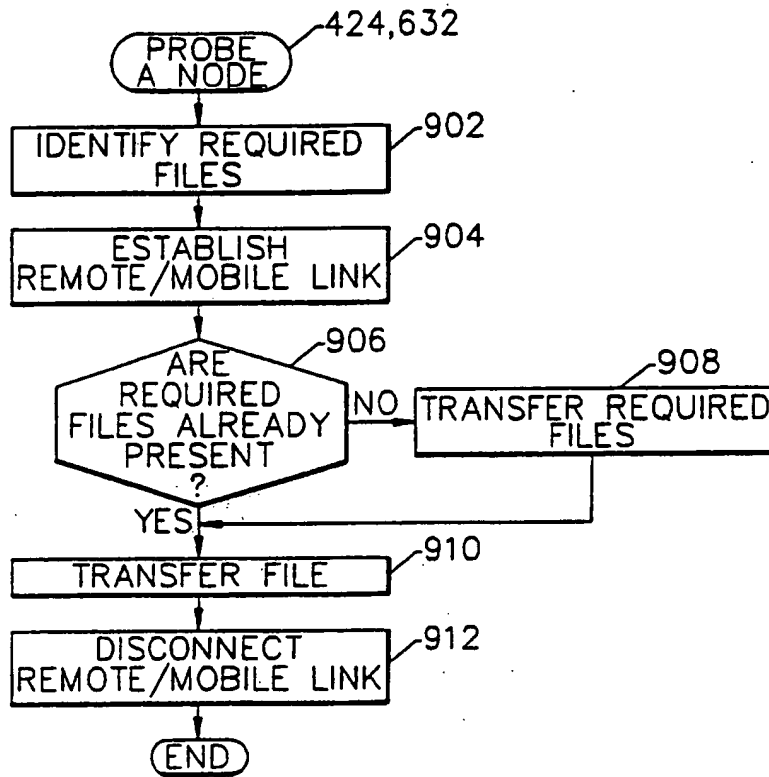 PROBE
A NODE
424,632
IDENTIFY REQUIRED
FILES
902
ESTABLISH
REMOTE/MOBILE LINK
904
ARE
REQUIRED
FILES ALREADY
PRESENT
?
906
NO
TRANSFER REQUIRED
FILES
908
YES
TRANSFER FILE
910
DISCONNECT
REMOTE/MOBILE LINK
912
END